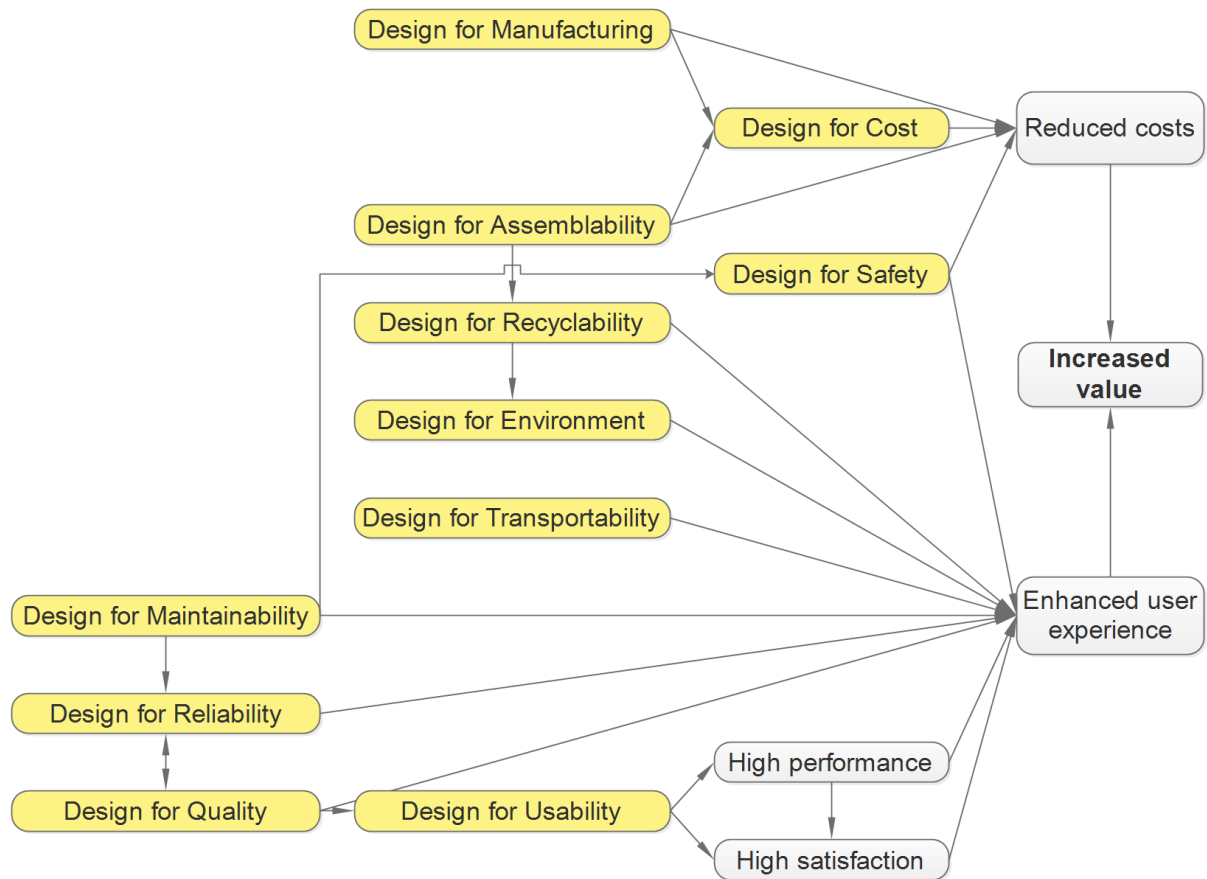 Design for Manufacturing
Design for Cost
Reduced costs
Design for Assemblability
Design for Safety
Design for Recyclability
Increased
value
Design for Environment
Design for Transportability
Design for Maintainability
Enhanced user
experience
Design for Reliability
High performance
Design for Quality
Design for Usability
High satisfaction